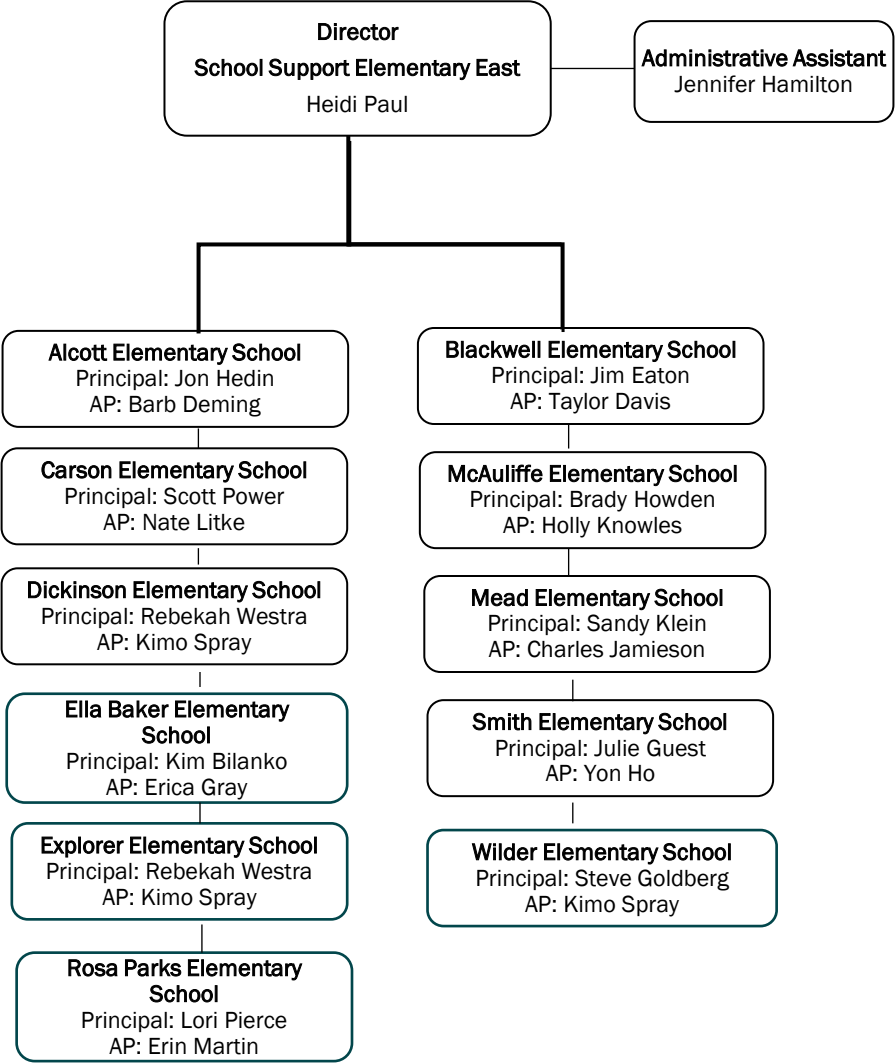 Director
School Support Elementary East
Heidi Paul
Administrative Assistant
Jennifer Hamilton
Alcott Elementary School
Principal: Jon Hedin
AP: Barb Deming
Carson Elementary School
Principal: Scott Power
AP: Nate Litke
Dickinson Elementary School
Principal: Rebekah Westra
AP: Kimo Spray
Ella Baker Elementary
School
Principal: Kim Bilanko
AP: Erica Gray
Explorer Elementary School
Principal: Rebekah Westra
AP: Kimo Spray
Rosa Parks Elementary
School
Principal: Lori Pierce
AP: Erin Martin
Blackwell Elementary School
Principal: Jim Eaton
AP: Taylor Davis
McAuliffe Elementary School
Principal: Brady Howden
AP: Holly Knowles
Mead Elementary School
Principal: Sandy Klein
AP: Charles Jamieson
Smith Elementary School
Principal: Julie Guest
AP: Yon Ho
Wilder Elementary School
Principal: Steve Goldberg
AP: Kimo Spray